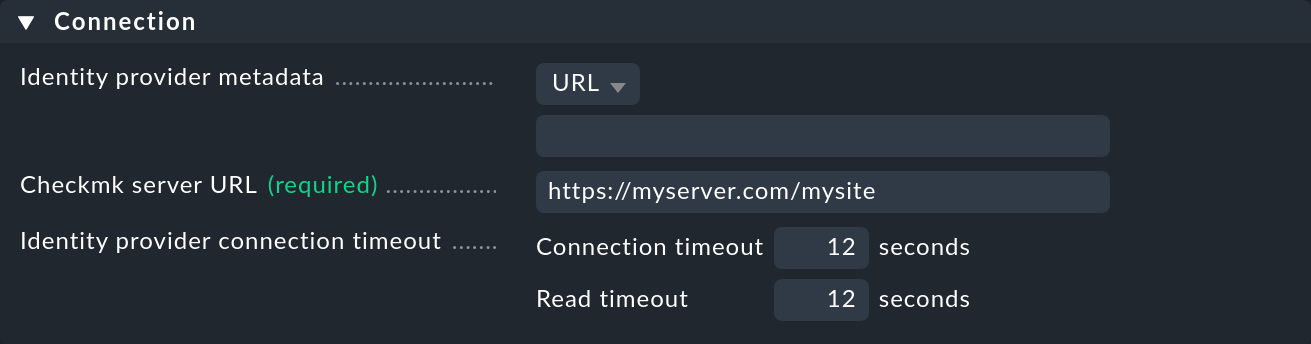 Connection
Identity provider metadata ........................ URL
Checkmk server URL (required) ................. https://myserver.com/mysite
Identity provider connection timeout ....... Connection timeout 12 seconds
Read timeout 12 seconds